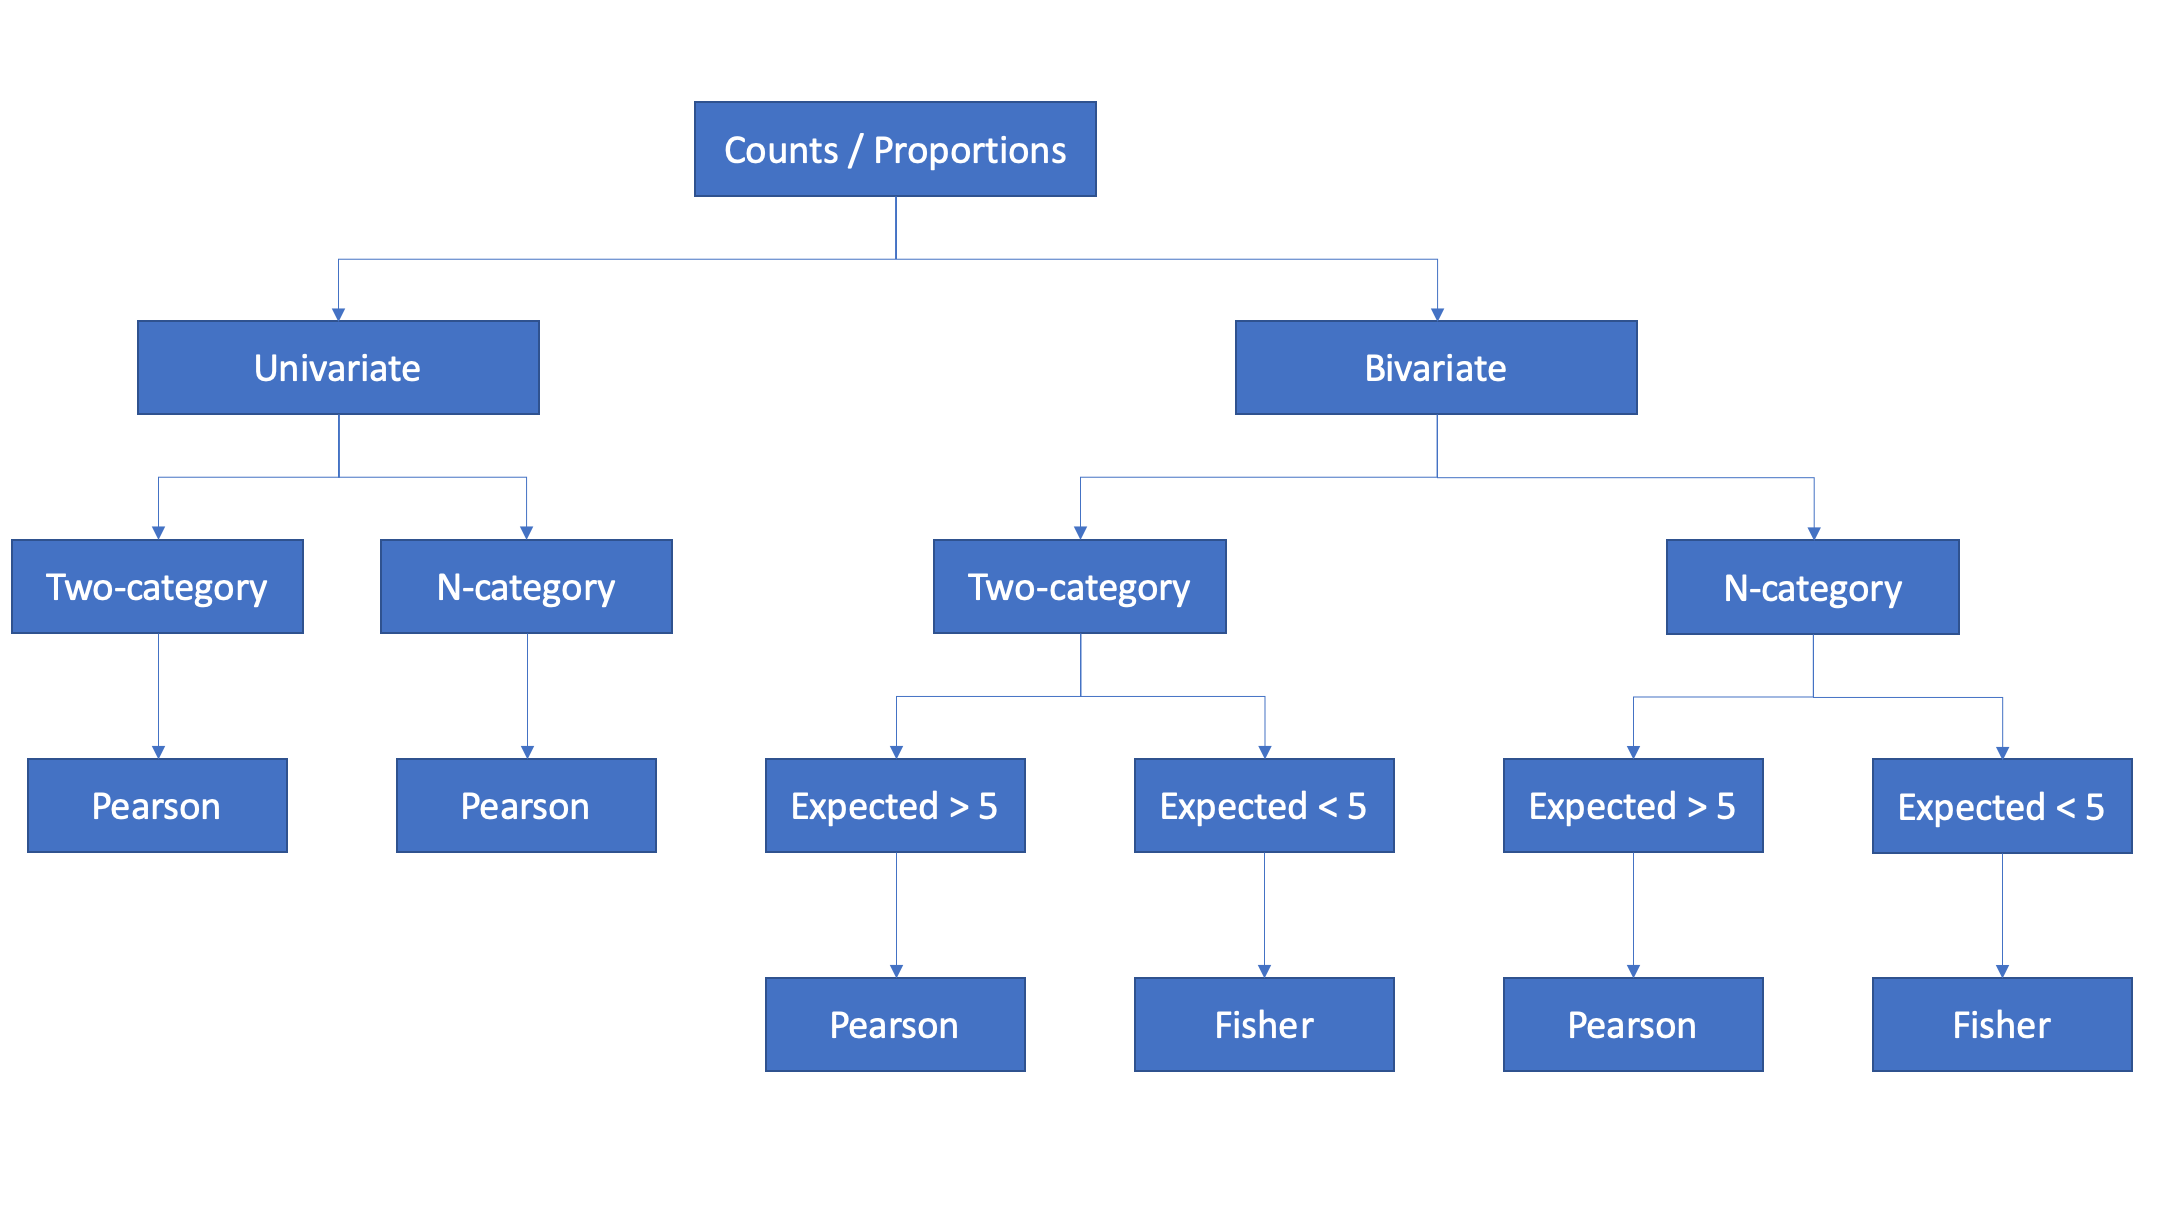 Counts / Proportions
Univariate
Bivariate
Two-category
N-category
Two-category
N-category
Pearson
Pearson
Expected > 5
Expected < 5
Expected > 5
Expected < 5
Pearson
Fisher
Pearson
Fisher